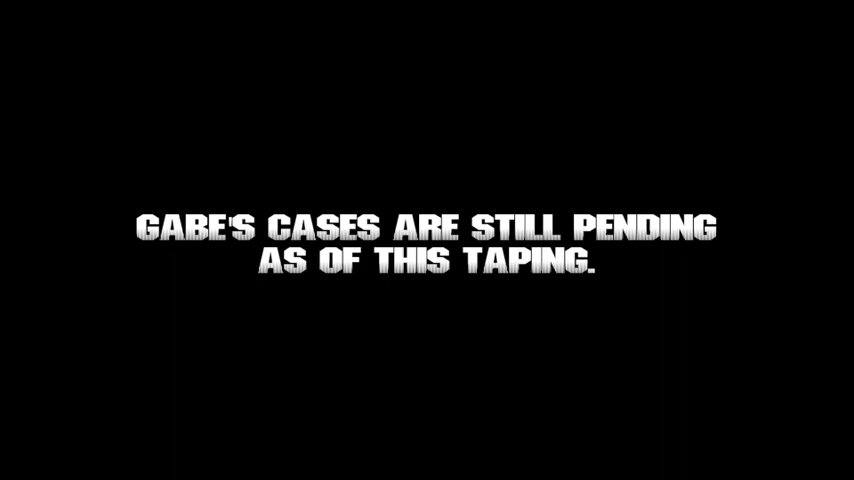 GABE'S CASES ARE STILL PENDING
AS OF THIS TAPING.